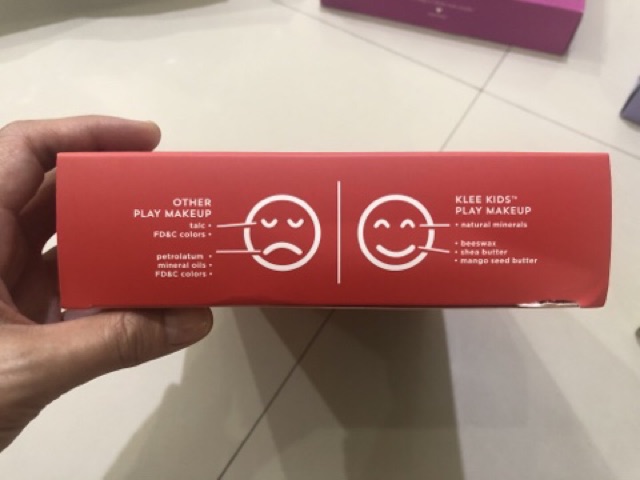 OTHER
PLAY MAKEUP
talc •
FD&C colors •
petrolatum •
mineral oils •
FD&C colors •
KLEE KIDS™
PLAY MAKEUP
• natural minerals
• beeswax
• shea butter
• mango seed butter